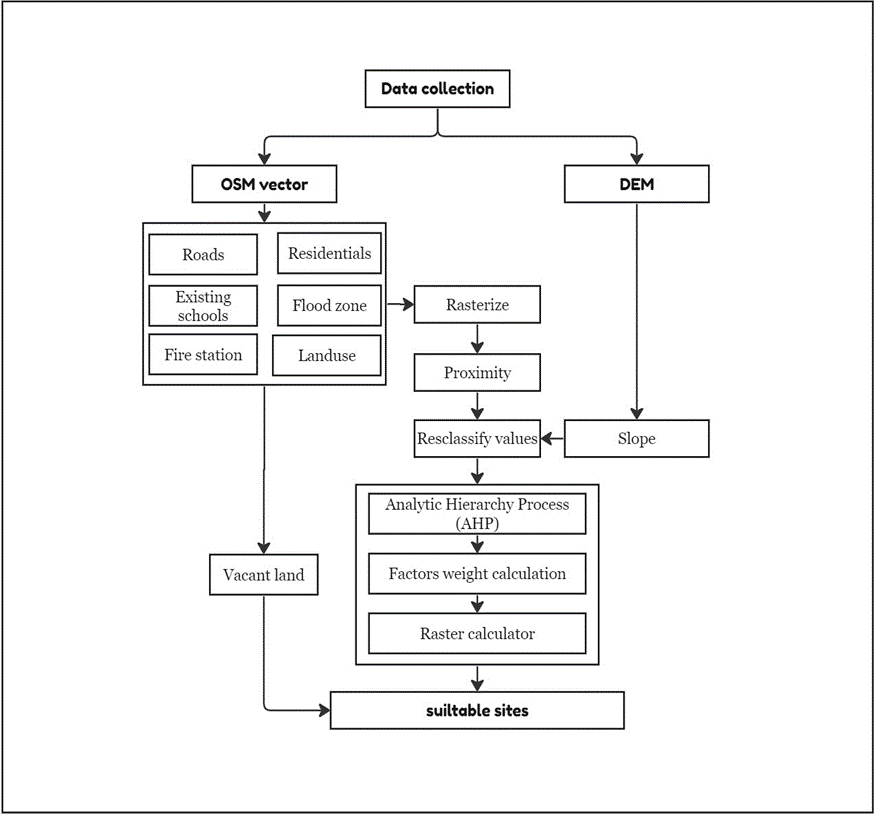 Data collection
OSM vector
DEM
Roads
Residentials
Existing
schools
Flood zone
Fire station
Landuse
Rasterize
Proximity
Resclassify values
Slope
Analytic Hierarchy Process
(AHP)
Factors weight calculation
Raster calculator
Vacant land
suiltable sites